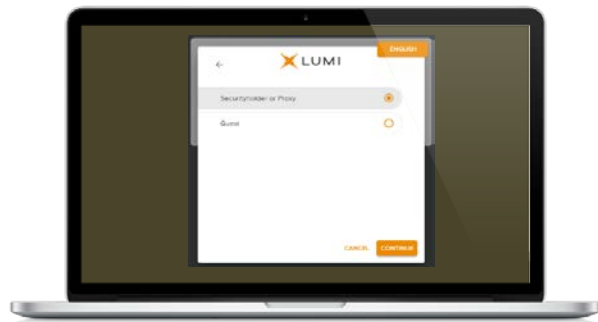 ENGLISH
←
LUMI
Securityholder or Proxy
Guest
CANCEL
CONTINUE